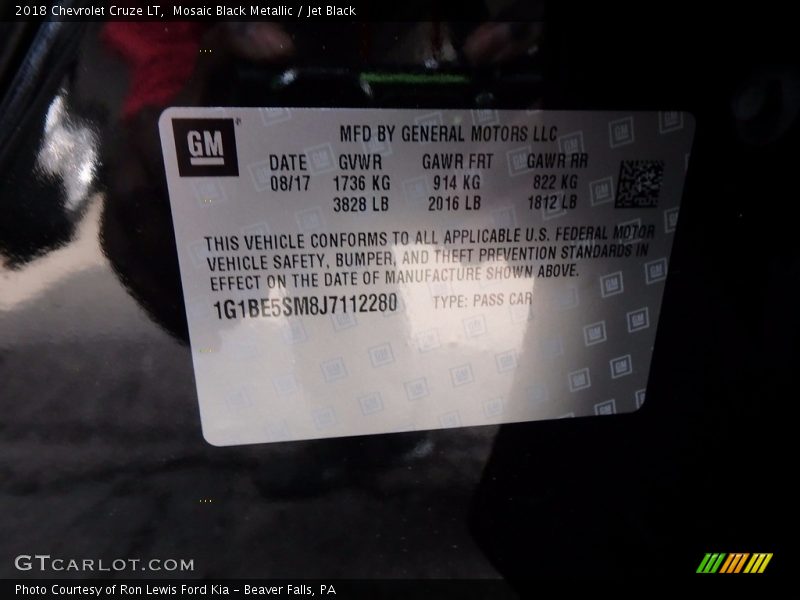 2018 Chevrolet Cruze LT,  Mosaic Black Metallic / Jet Black
GM
MFD BY GENERAL MOTORS LLC
DATE GVWR GAWR FRT GAWR RR
08/17 1736 KG 914 KG 822 KG
3828 LB 2016 LB 1812 LB
THIS VEHICLE CONFORMS TO ALL APPLICABLE U.S. FEDERAL MOTOR
VEHICLE SAFETY, BUMPER, AND THEFT PREVENTION STANDARDS IN
EFFECT ON THE DATE OF MANUFACTURE SHOWN ABOVE.
1G1BE5SM8J7112280 TYPE: PASS CAR
GTCARLOT.COM
Photo Courtesy of Ron Lewis Ford Kia - Beaver Falls, PA